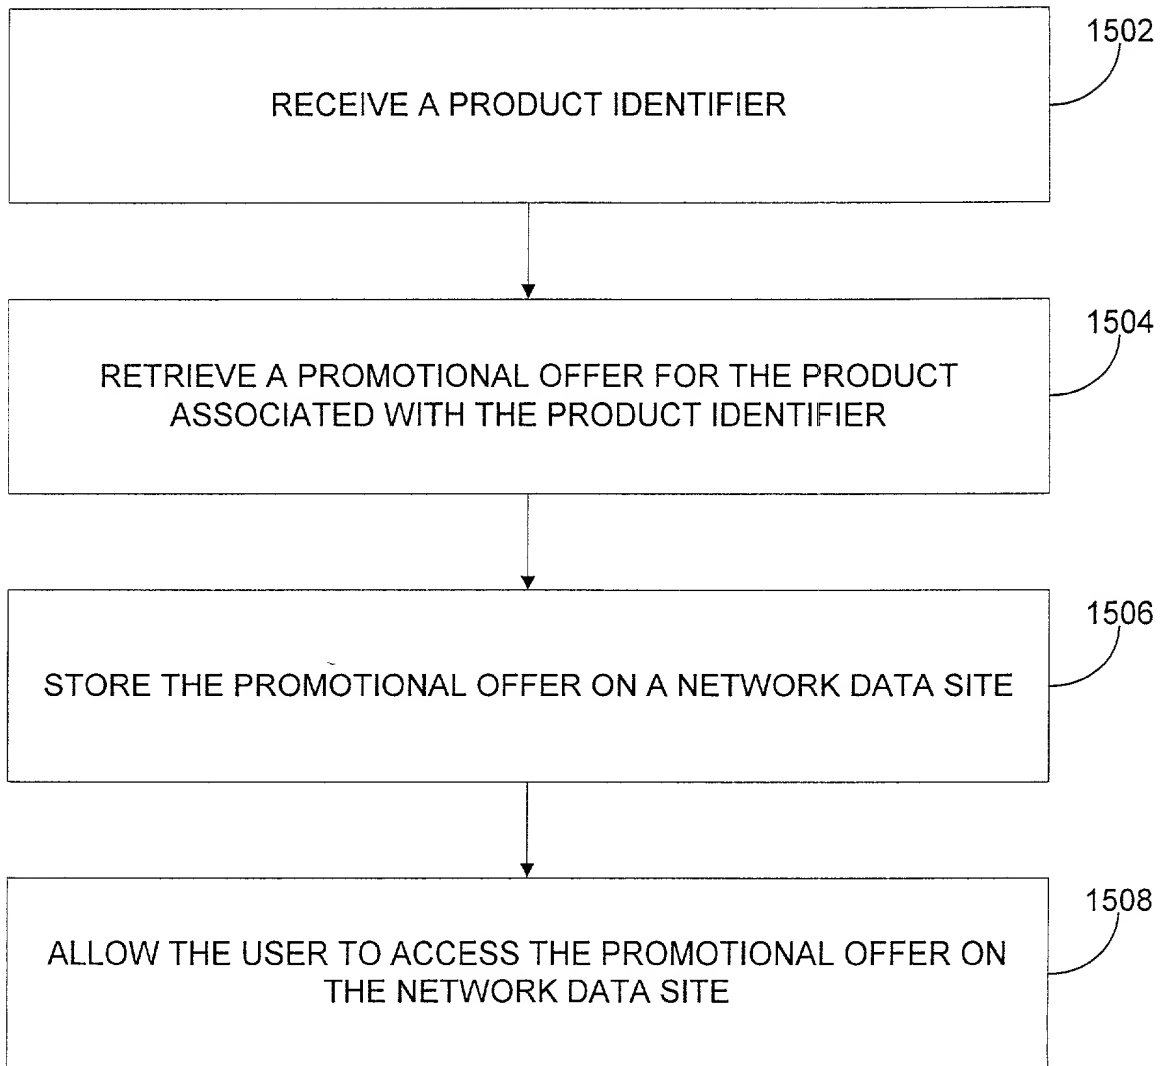 1502
RECEIVE A PRODUCT IDENTIFIER
1504
RETRIEVE A PROMOTIONAL OFFER FOR THE PRODUCT
ASSOCIATED WITH THE PRODUCT IDENTIFIER
1506
STORE THE PROMOTIONAL OFFER ON A NETWORK DATA SITE
1508
ALLOW THE USER TO ACCESS THE PROMOTIONAL OFFER ON
THE NETWORK DATA SITE